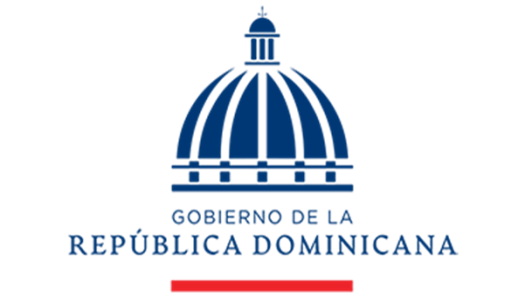 GOBIERNO DE LA
REPÚBLICA DOMINICANA